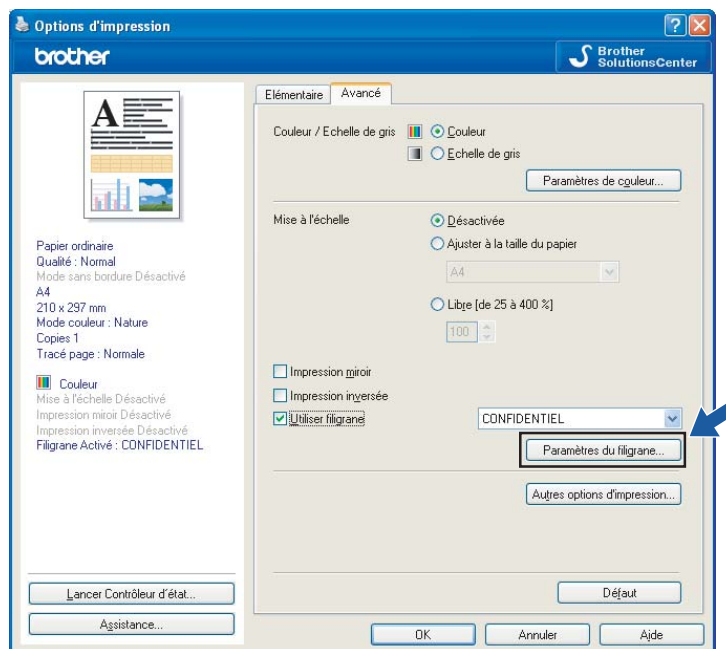 Options d'impression
brother
Brother
SolutionsCenter
Elémentaire
Avancé
A
Papier ordinaire
Qualité : Normal
Mode sans bordure Désactivé
A4
210 x 297 mm
Mode couleur : Nature
Copies 1
Tracé page : Normale
Couleur
Mise à l'échelle Désactivé
Impression miroir Désactivé
Impression inversée Désactivé
Filigrane Activé : CONFIDENTIEL
Lancer Contrôleur d'état...
Assistance...
Couleur / Echelle de gris
Couleur
Echelle de gris
Paramètres de couleur...
Mise à l'échelle
Désactivée
Ajuster à la taille du papier
A4
Libre [de 25 à 400 %]
100
Impression miroir
Impression inversée
Utiliser filigrane
CONFIDENTIEL
Paramètres du filigrane...
Autres options d'impression...
Défaut
OK
Annuler
Aide